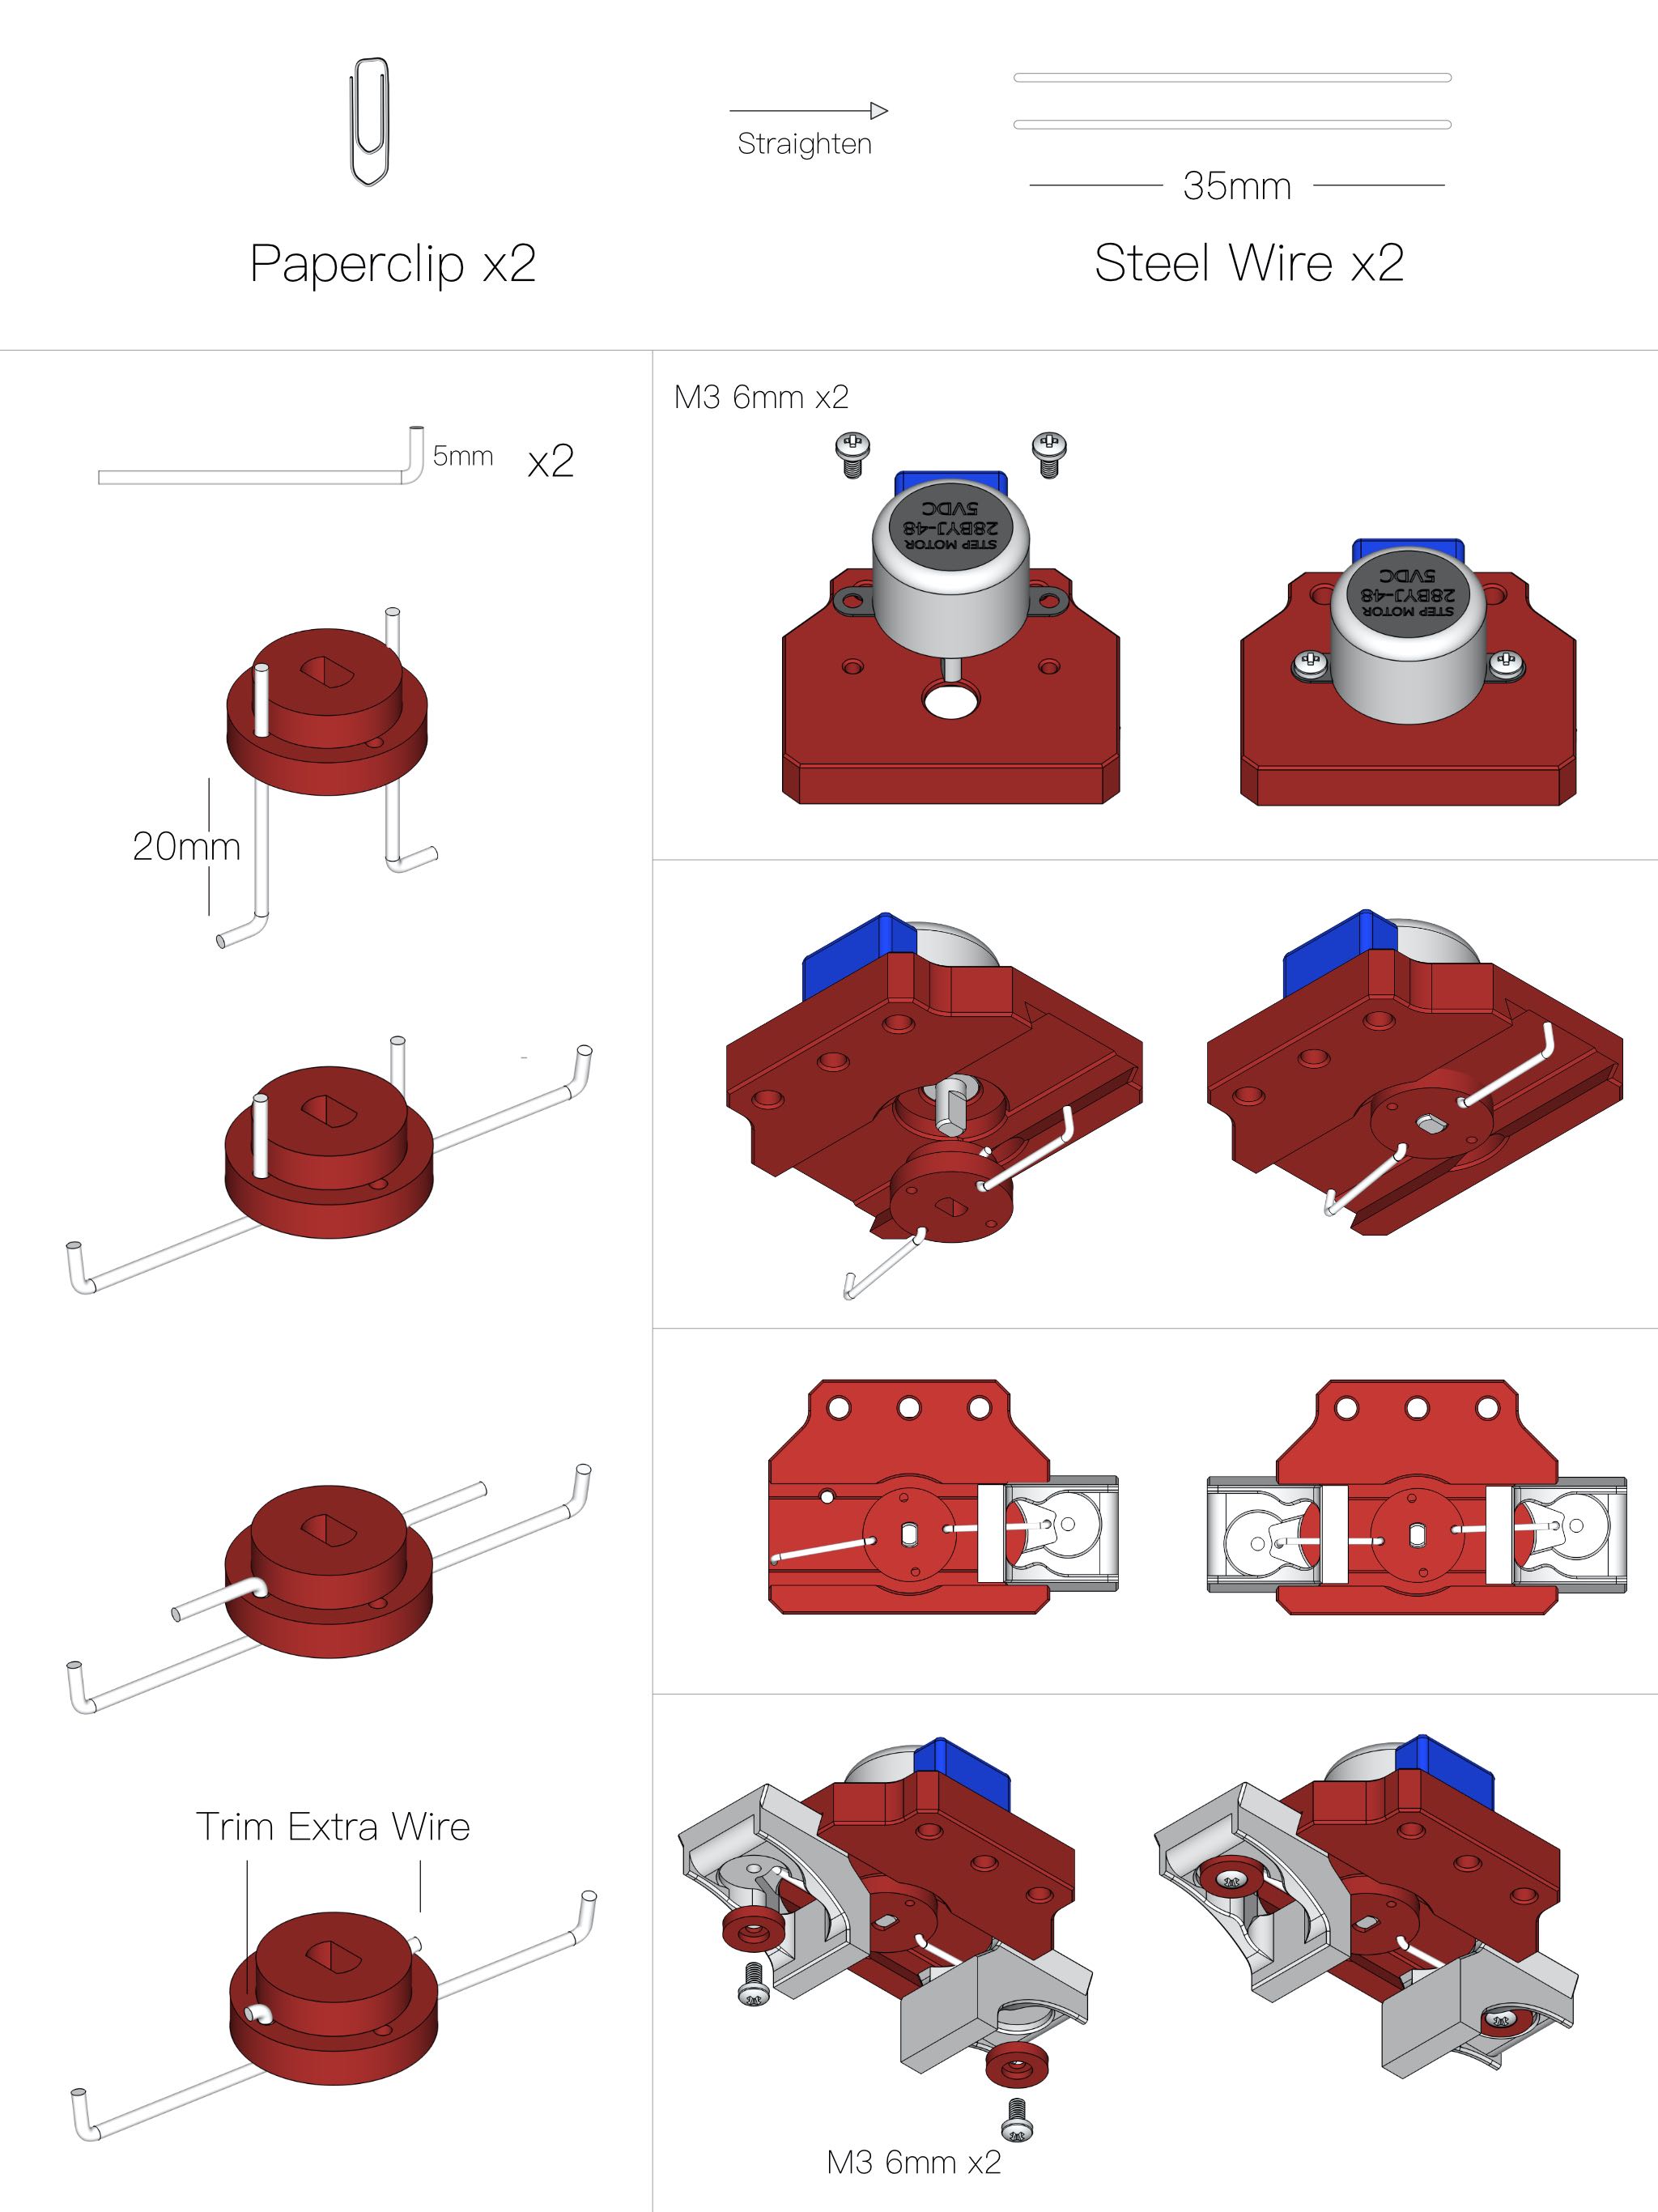 Straighten
35mm
Paperclip x2
Steel Wire x2
5mm
x2
20mm
Trim Extra Wire
M3 6mm x2
STEP MOTOR
28BYJ-48
5VDC
STEP MOTOR
28BYJ-48
5VDC
M3 6mm x2